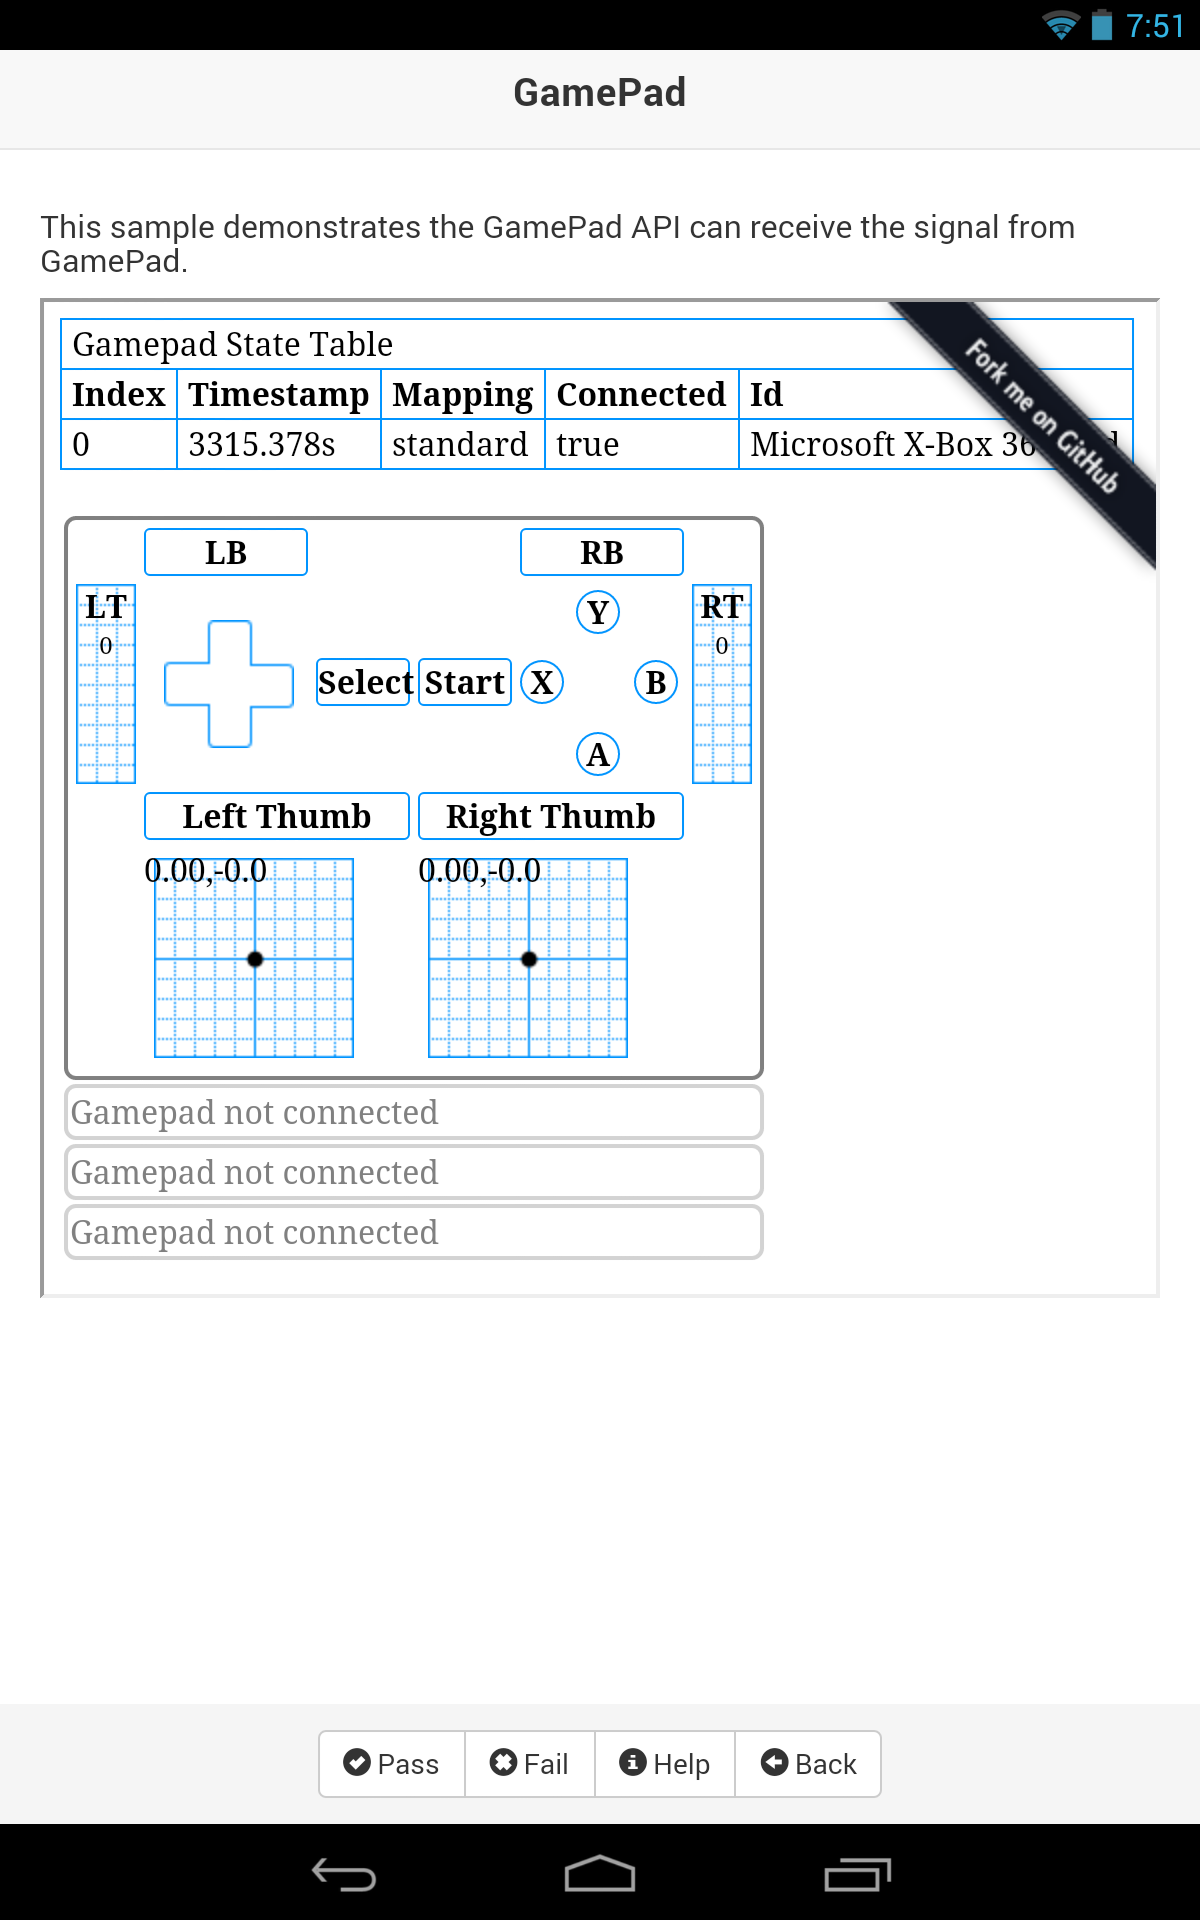 7:51
GamePad
This sample demonstrates the GamePad API can receive the signal from
GamePad.
Gamepad State Table
Index Timestamp Mapping Connected Id
0 3315.378s standard true Microsoft X-Box
Fork me on GitHub
LB RB
LT RT
0 0
Y
Select Start X B
A
Left Thumb Right Thumb
0.00,-0.0 0.00,-0.0
Gamepad not connected
Gamepad not connected
Gamepad not connected
Pass Fail Help Back